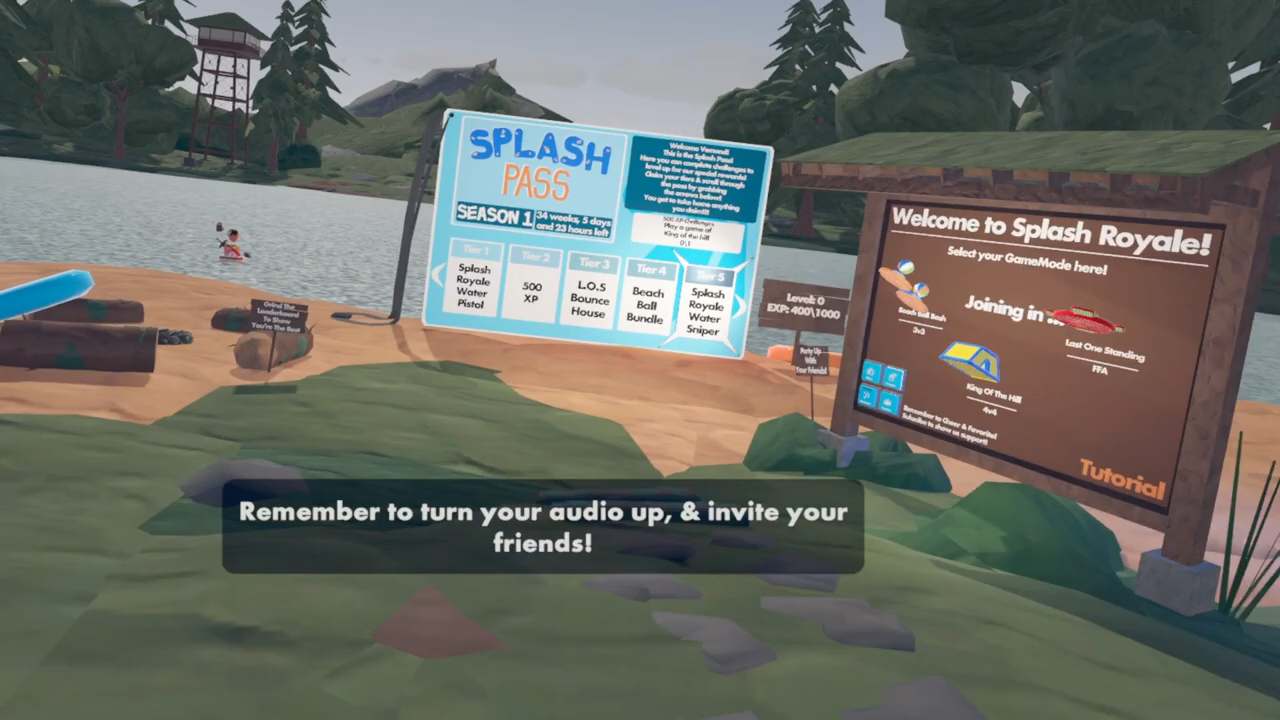 SPLASH
PASS
SEASON 1
34 weeks, 5 days
and 23 hours left
Welcome Vamand!
This is the Splash Pass!
Here you can complete challenges to
level up for our special rewards!
Claim your tiers & scroll through
the pass by grabbing
the arrows below!
You get to take home anything
you claim!!!
500 XP Challenges
Play a game of
King of the hill
0\1
Tier 1
Splash
Royale
Water
Pistol
Tier 2
500
XP
Tier 3
L.O.S
Bounce
House
Tier 4
Beach
Ball
Bundle
Tier 5
Splash
Royale
Water
Sniper
Grind The
Leaderboard
To Show
You're The Best
Level: 0
EXP: 400\1000
Party Up
With
Your Friends!
Welcome to Splash Royale!
Select your GameMode here!
Joining in ...
Beach Ball Bash
3v3
Last One Standing
FFA
King Of The Hill
4v4
Remember to Cheer & Favorite!
Subscribe to show us support!
Tutorial
Remember to turn your audio up, & invite your
friends!